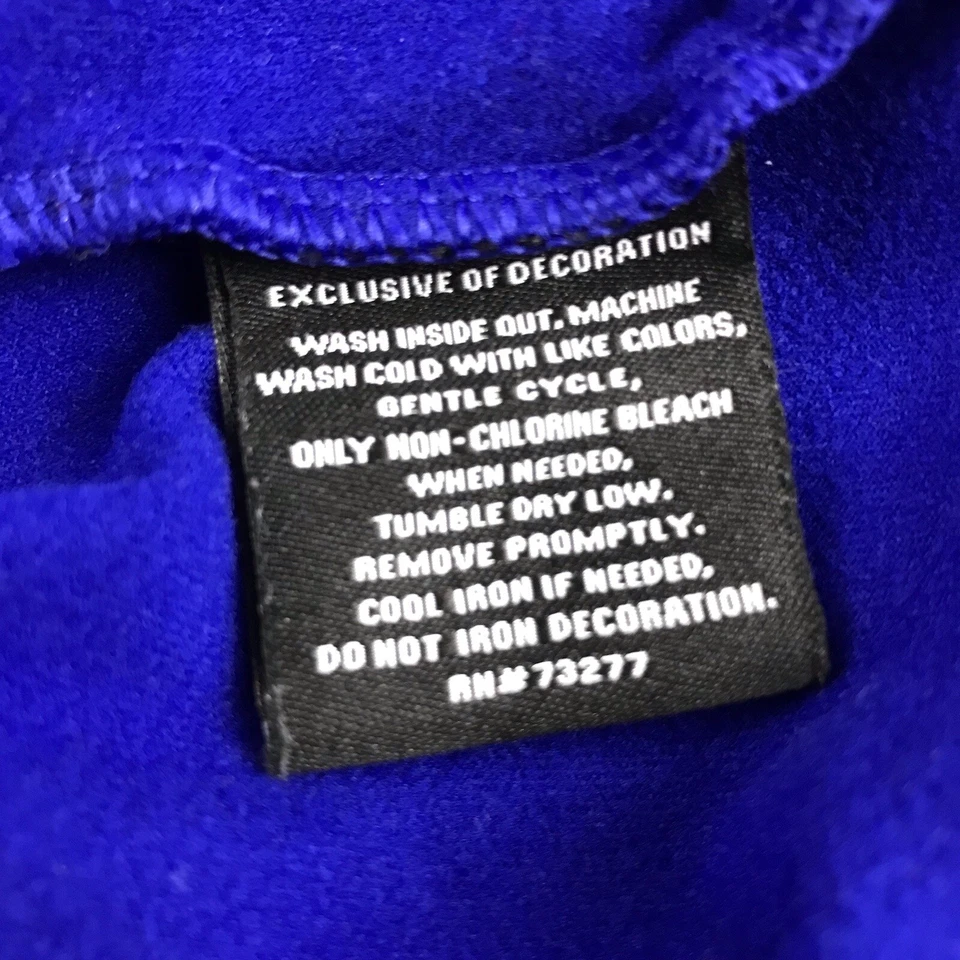 EXCLUSIVE OF DECORATION
WASH INSIDE OUT, MACHINE
WASH COLD WITH LIKE COLORS,
GENTLE CYCLE,
ONLY NON-CHLORINE BLEACH
WHEN NEEDED,
TUMBLE DRY LOW.
REMOVE PROMPTLY.
COOL IRON IF NEEDED,
DO NOT IRON DECORATION.
RN#73277